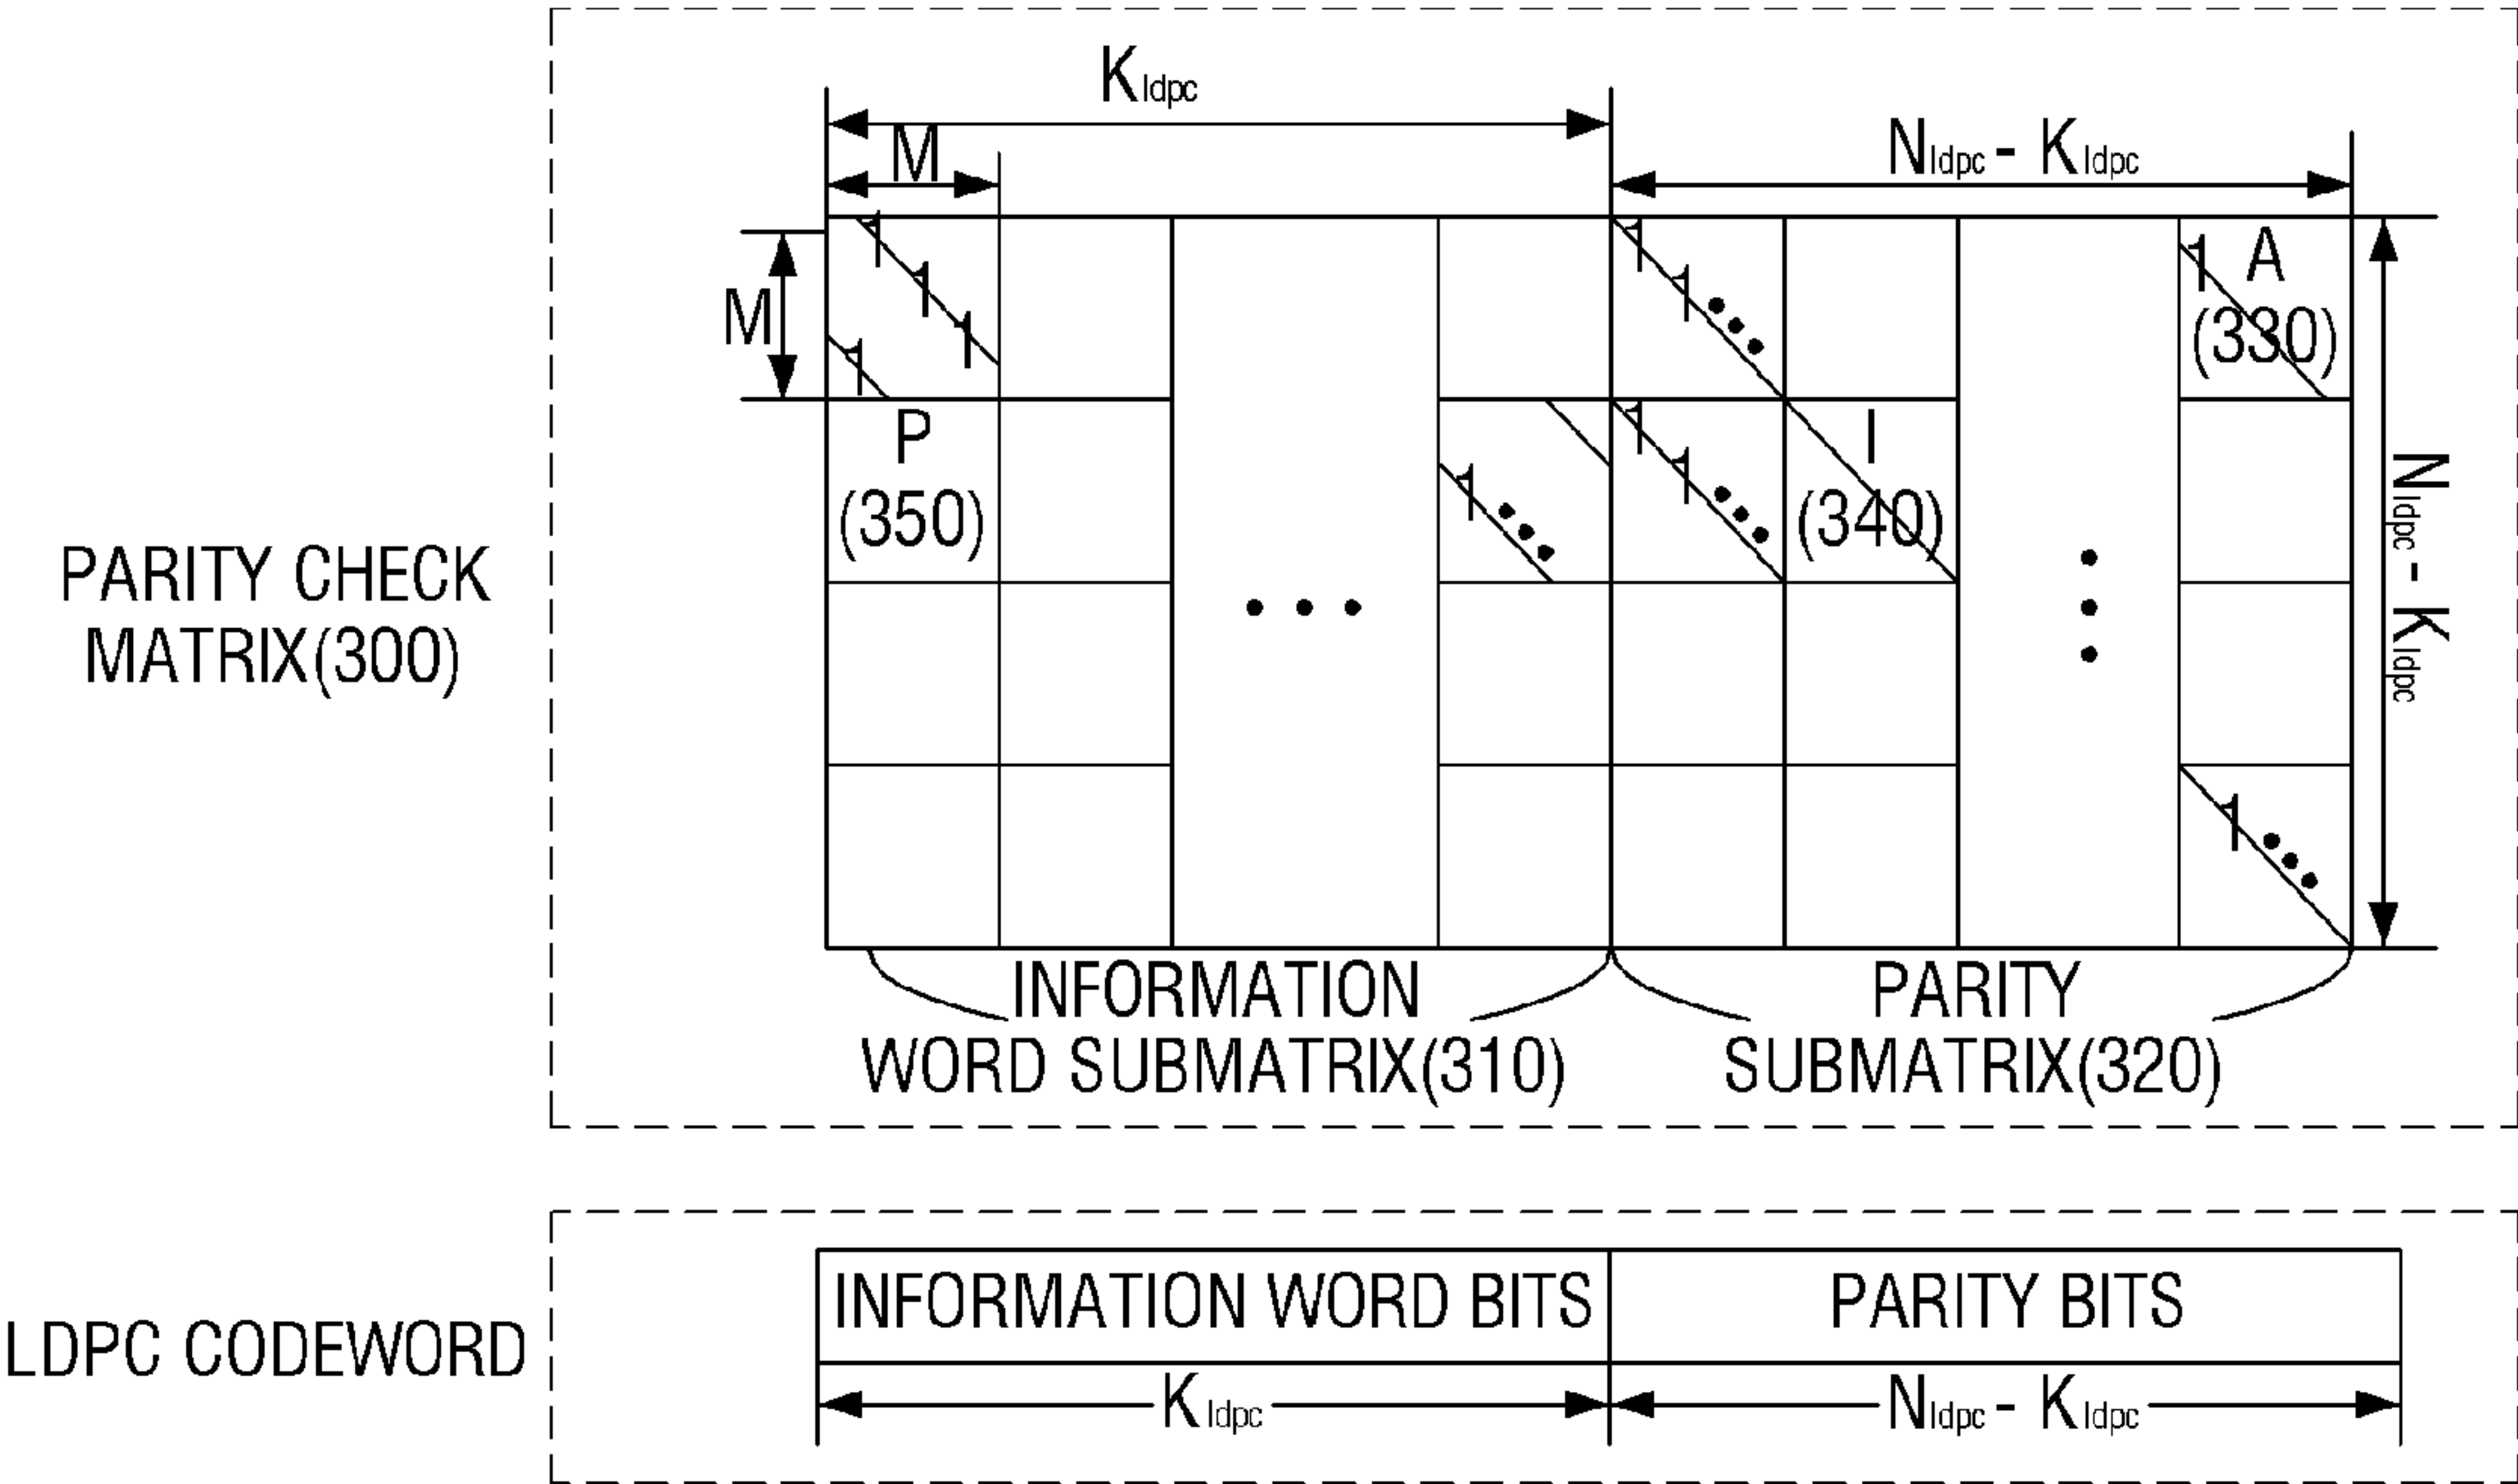 Kldpc
M
Nldpc - Kldpc
1
1
1
1
M
1
1
1
A
(330)
P
(350)
1
1
1
I
(340)
Nldpc - Kldpc
PARITY CHECK
MATRIX(300)
1
INFORMATION
WORD SUBMATRIX(310)
PARITY
SUBMATRIX(320)
INFORMATION WORD BITS
PARITY BITS
LDPC CODEWORD
Kldpc
Nldpc - Kldpc